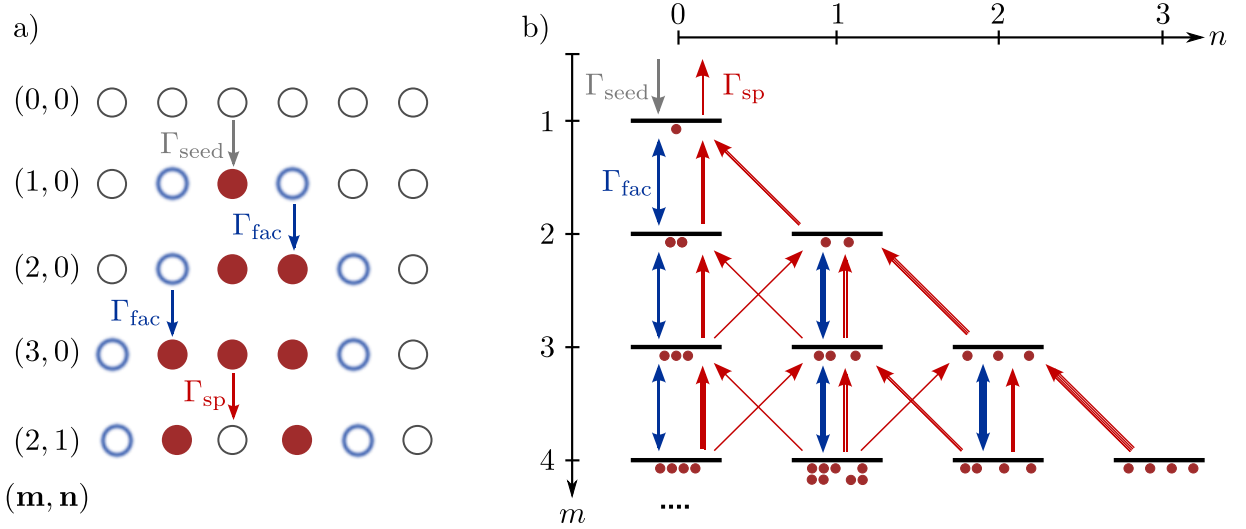 a)
(0, 0)
Γseed
(1, 0)
Γfac
(2, 0)
Γfac
(3, 0)
Γsp
(2, 1)
(m, n)
b)
0 1 2 3 n
Γseed Γsp
1
Γfac
2
3
4
m
....